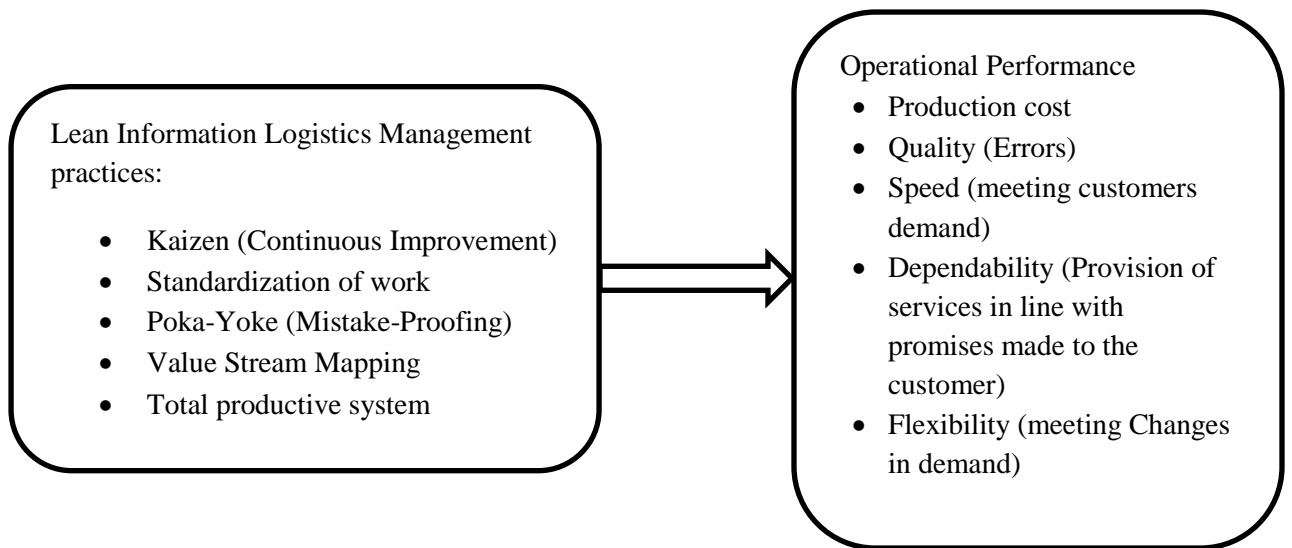 Lean Information Logistics Management
practices:
• Kaizen (Continuous Improvement)
• Standardization of work
• Poka-Yoke (Mistake-Proofing)
• Value Stream Mapping
• Total productive system
Operational Performance
• Production cost
• Quality (Errors)
• Speed (meeting customers
demand)
• Dependability (Provision of
services in line with
promises made to the
customer)
• Flexibility (meeting Changes
in demand)